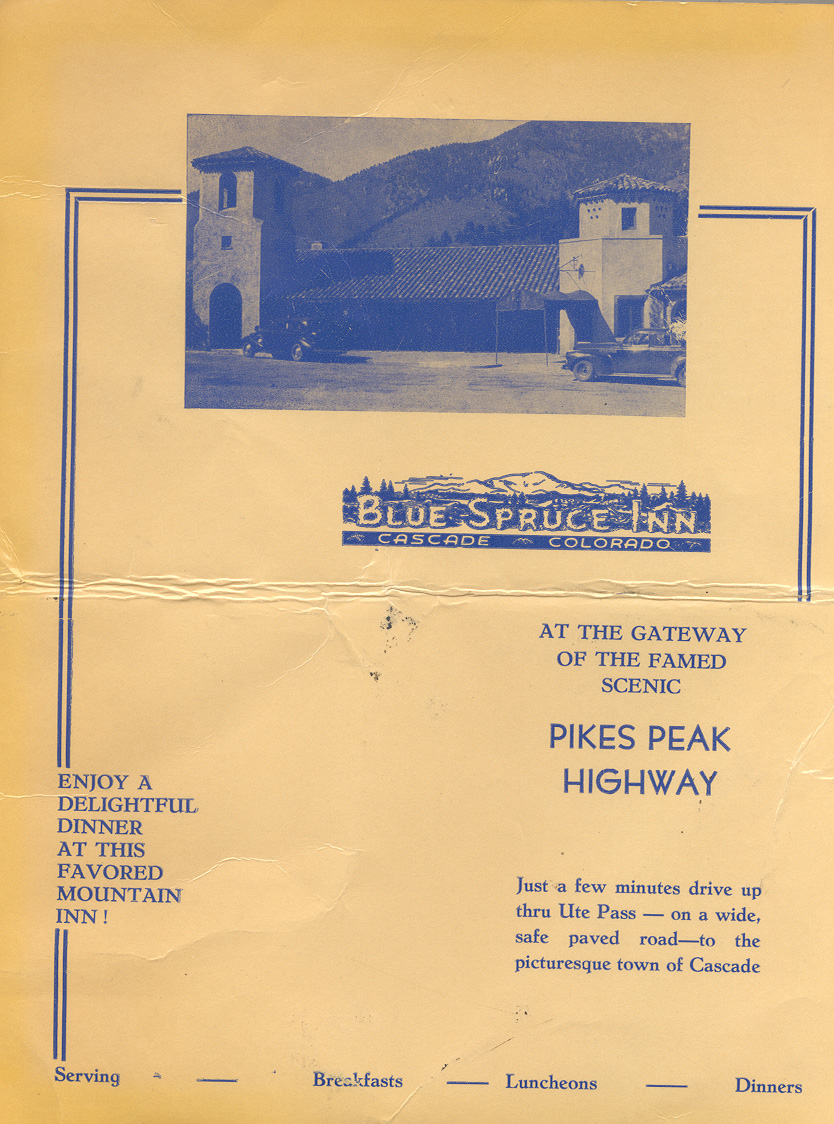 BLUE SPRUCE INN
CASCADE COLORADO
AT THE GATEWAY
OF THE FAMED
SCENIC
PIKES PEAK
HIGHWAY
ENJOY A
DELIGHTFUL
DINNER
AT THIS
FAVORED
MOUNTAIN
INN !
Just a few minutes drive up
thru Ute Pass — on a wide,
safe paved road—to the
picturesque town of Cascade
Serving — Breakfasts — Luncheons — Dinners